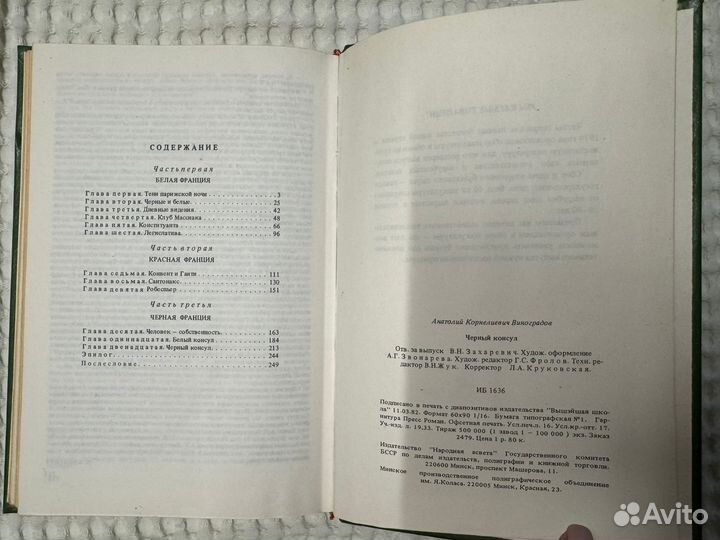 СОДЕРЖАНИЕ
Часть первая
БЕЛАЯ ФРАНЦИЯ
Глава первая. Тени парижской ночи 3
Глава вторая. Черные и белые 25
Глава третья. Дневные видения 42
Глава четвертая. Клуб Массиака 48
Глава пятая. Конституанта 66
Глава шестая. Легислатива 96
Часть вторая
КРАСНАЯ ФРАНЦИЯ
Глава седьмая. Конвент и Гаити 111
Глава восьмая. Сантонакс 130
Глава девятая Робеспьер 151
Часть третья
ЧЕРНАЯ ФРАНЦИЯ
Глава десятая. Человек – собственность 163
Глава одиннадцатая. Белый консул 184
Глава двенадцатая. Черный консул 213
Эпилог 244
Послесловие 249
Анатолий Корнелиевич Виноградов
Черный консул
Отв. за выпуск В.Н. Захаревич. Худож. оформление
А.Г. Звонарева. Худож. редактор Г.С. Фролов. Техн. ре-
дактор В.Н. Жук. Корректор Л.А. Круковская.
ИБ 1636
Подписано в печать с диапозитивов издательства "Вышэйшая шко-
ла" 11.03.82. Формат 60х90 1/16. Бумага типографская №1. Гар-
нитура Пресс Роман. Офсетная печать. Усл.печ.л. 16. Усл.кр.-отт. 17.
Уч.-изд. л. 19,33. Тираж 500000 (1 завод 1 – 100000) экз. Заказ
2479. Цена 1 р. 80 к.
Издательство "Народная асвета" Государственного комитета
БССР по делам издательств, полиграфии и книжной торговли.
220600 Минск, проспект Машерова, 11.
Минское производственное полиграфическое объединение
им. Я.Коласа. 220005 Минск, Красная, 23.
Avito